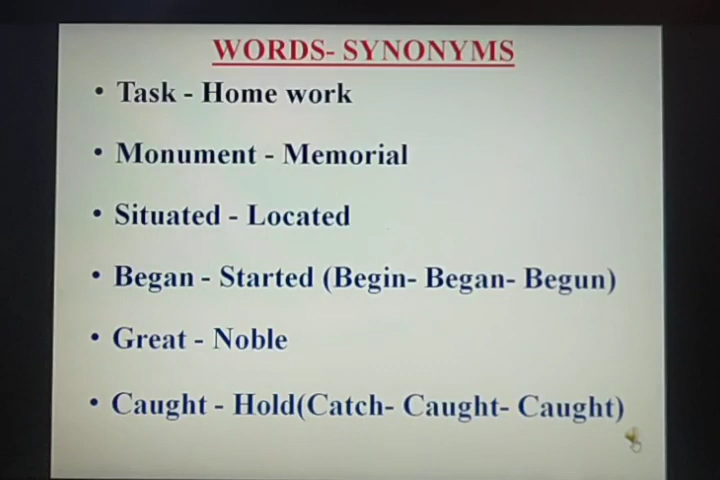 WORDS- SYNONYMS
• Task - Home work
• Monument - Memorial
• Situated - Located
• Began - Started (Begin- Began- Begun)
• Great - Noble
• Caught - Hold(Catch- Caught- Caught)